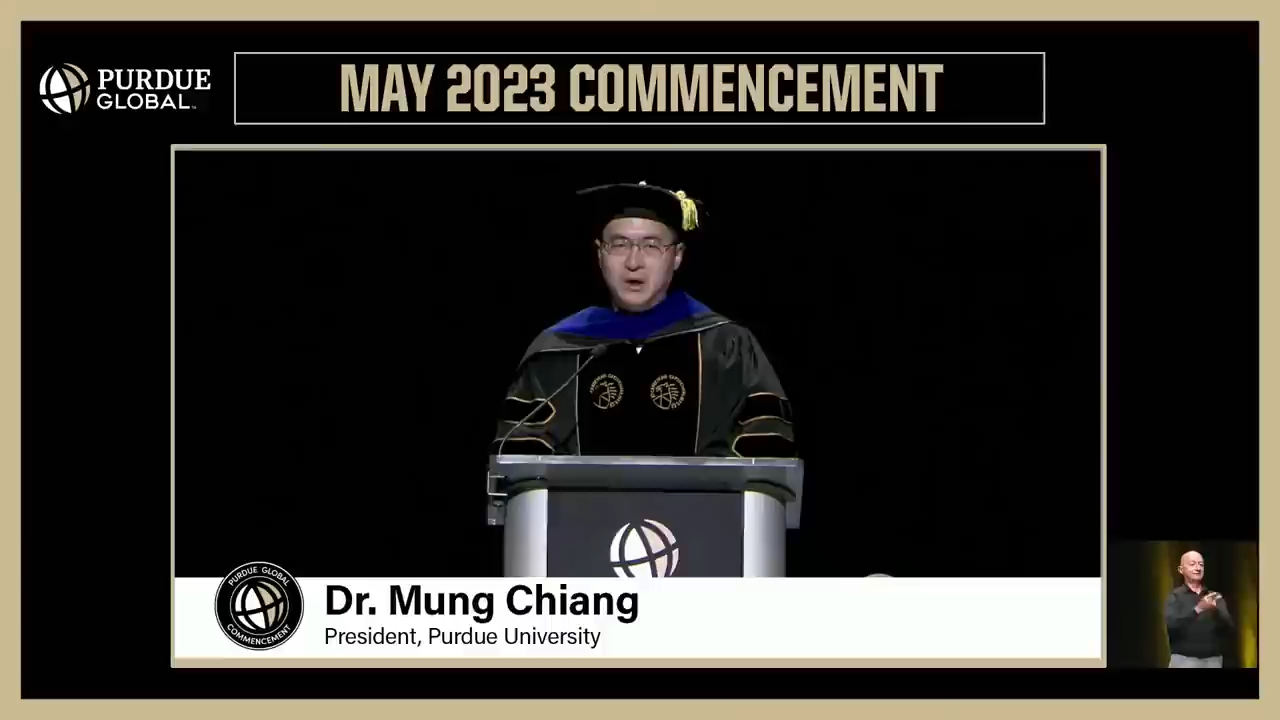 PURDUE
GLOBAL
MAY 2023 COMMENCEMENT
PURDUE GLOBAL
COMMENCEMENT
Dr. Mung Chiang
President, Purdue University